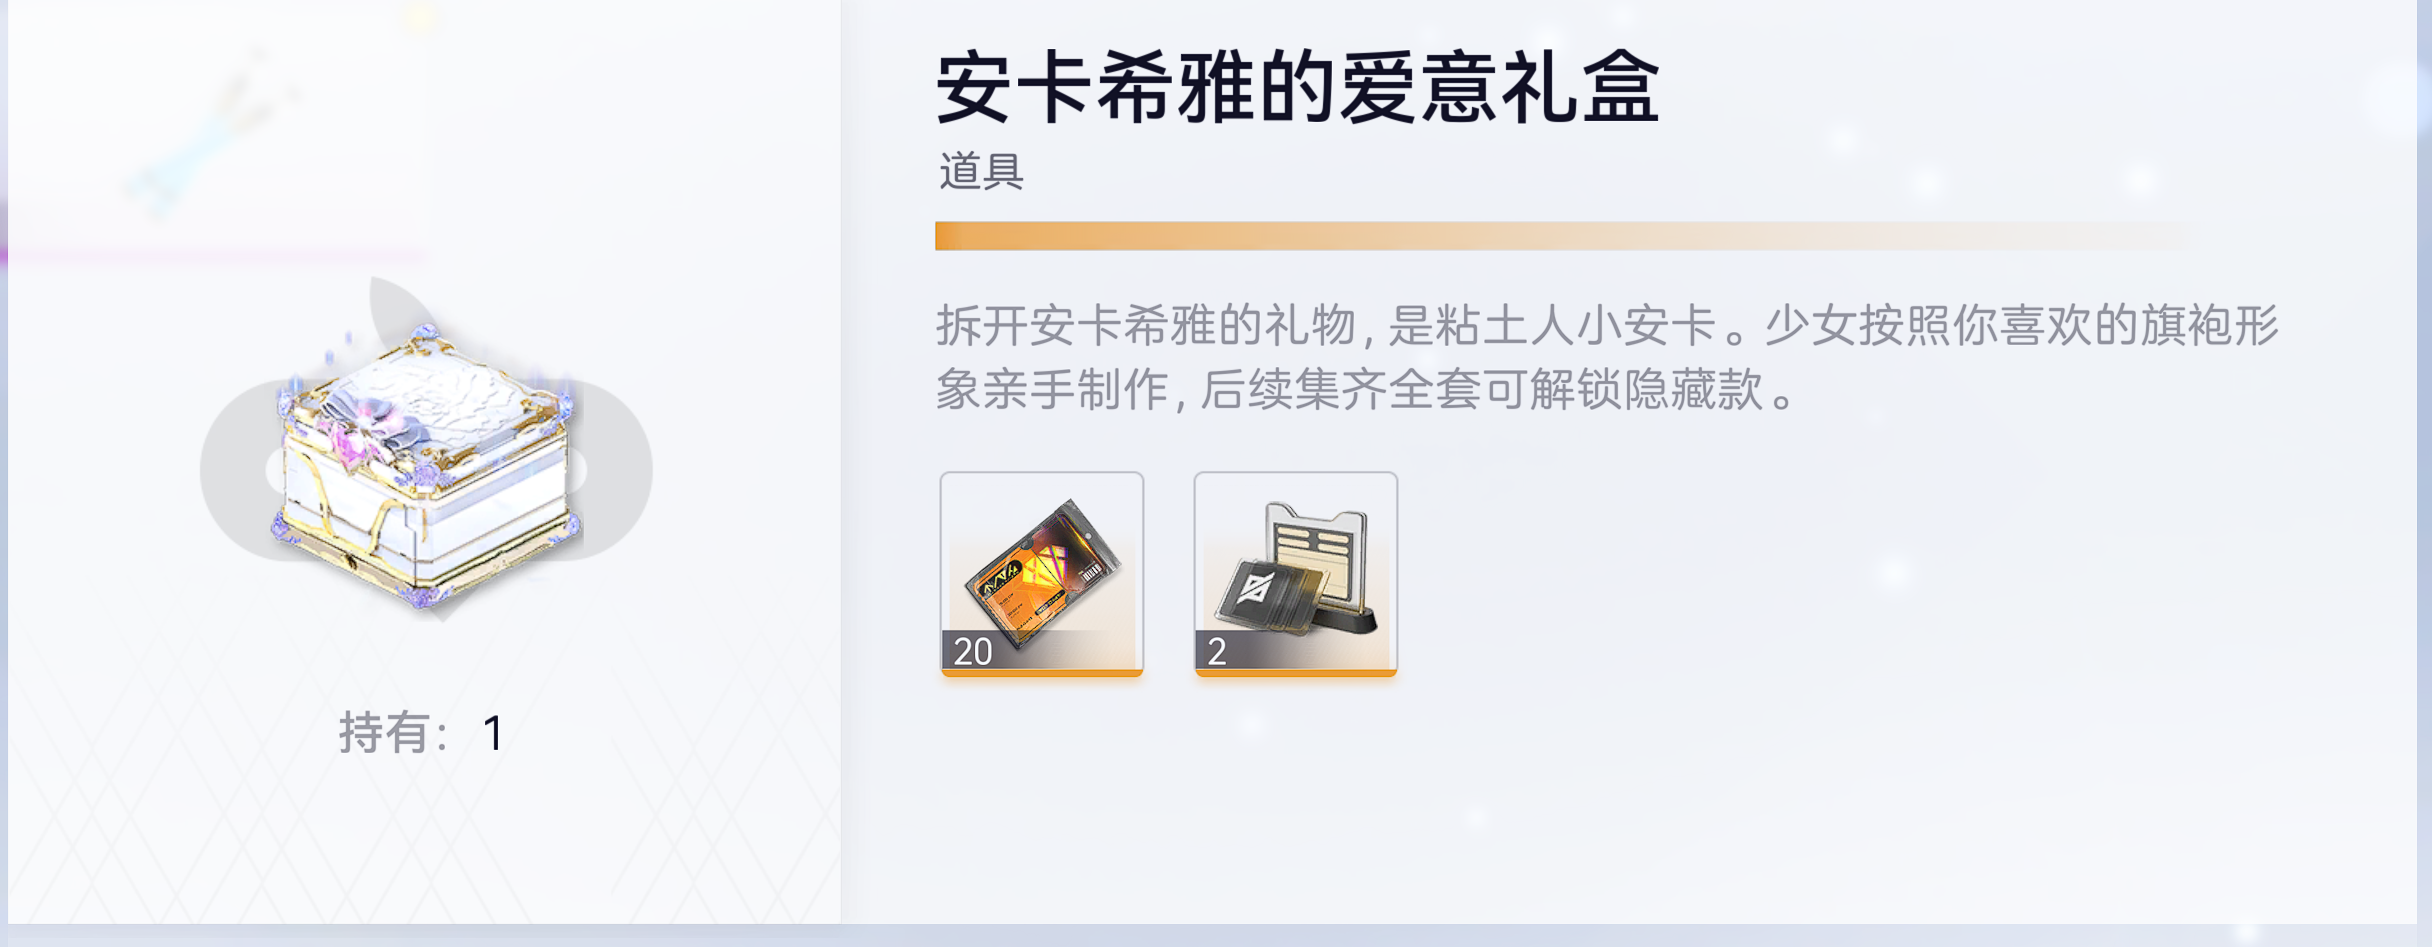 安卡希雅的爱意礼盒
道具
拆开安卡希雅的礼物，是粘土人小安卡。少女按照你喜欢的旗袍形
象亲手制作，后续集齐全套可解锁隐藏款。
20
2
持有：1